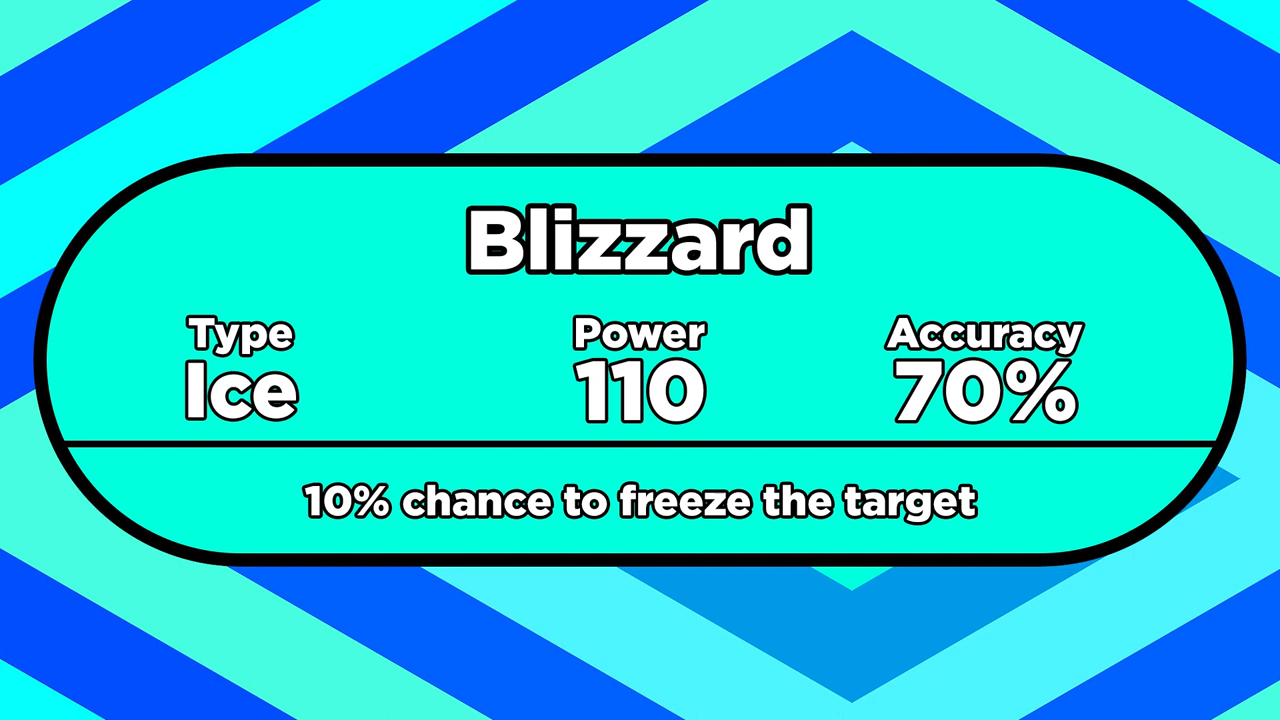 Blizzard
Type Power Accuracy
Ice 110 70%
10% chance to freeze the target